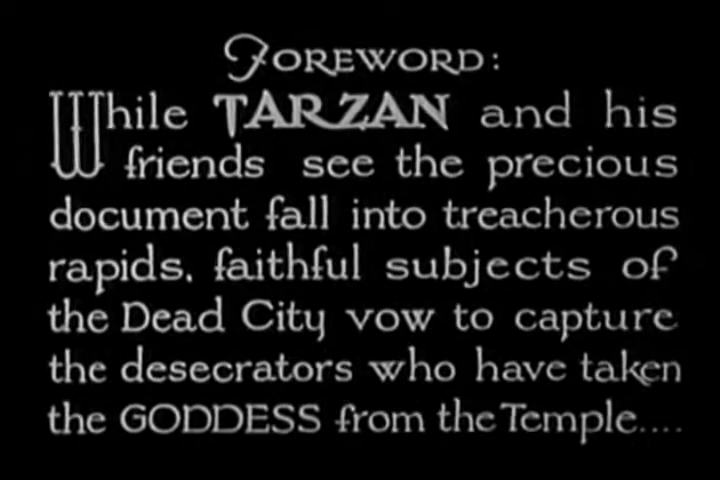 FOREWORD:
While TARZAN and his
friends see the precious
document fall into treacherous
rapids, faithful subjects of
the Dead City vow to capture
the desecrators who have taken
the GODDESS from the Temple....